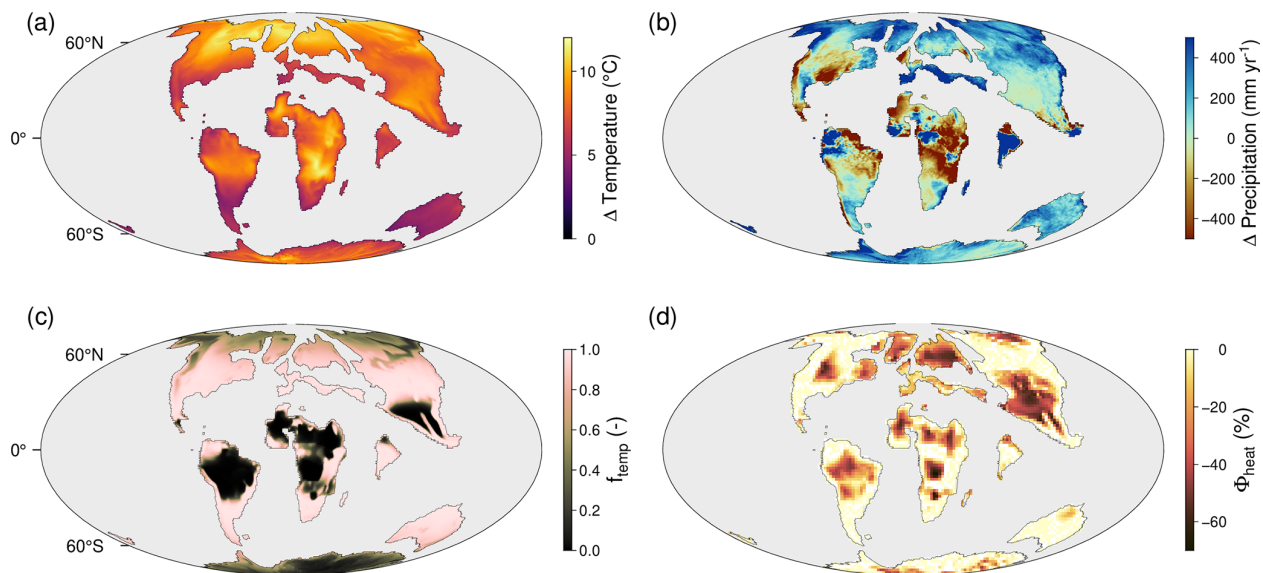 (a)
60°N
0°
60°S
10
5
0
Δ Temperature (°C)
(b)
400
200
0
−200
−400
Δ Precipitation (mm yr⁻¹)
(c)
60°N
0°
60°S
1.0
0.8
0.6
0.4
0.2
0.0
f_temp (-)
(d)
0
−20
−40
−60
Φ_heat (%)